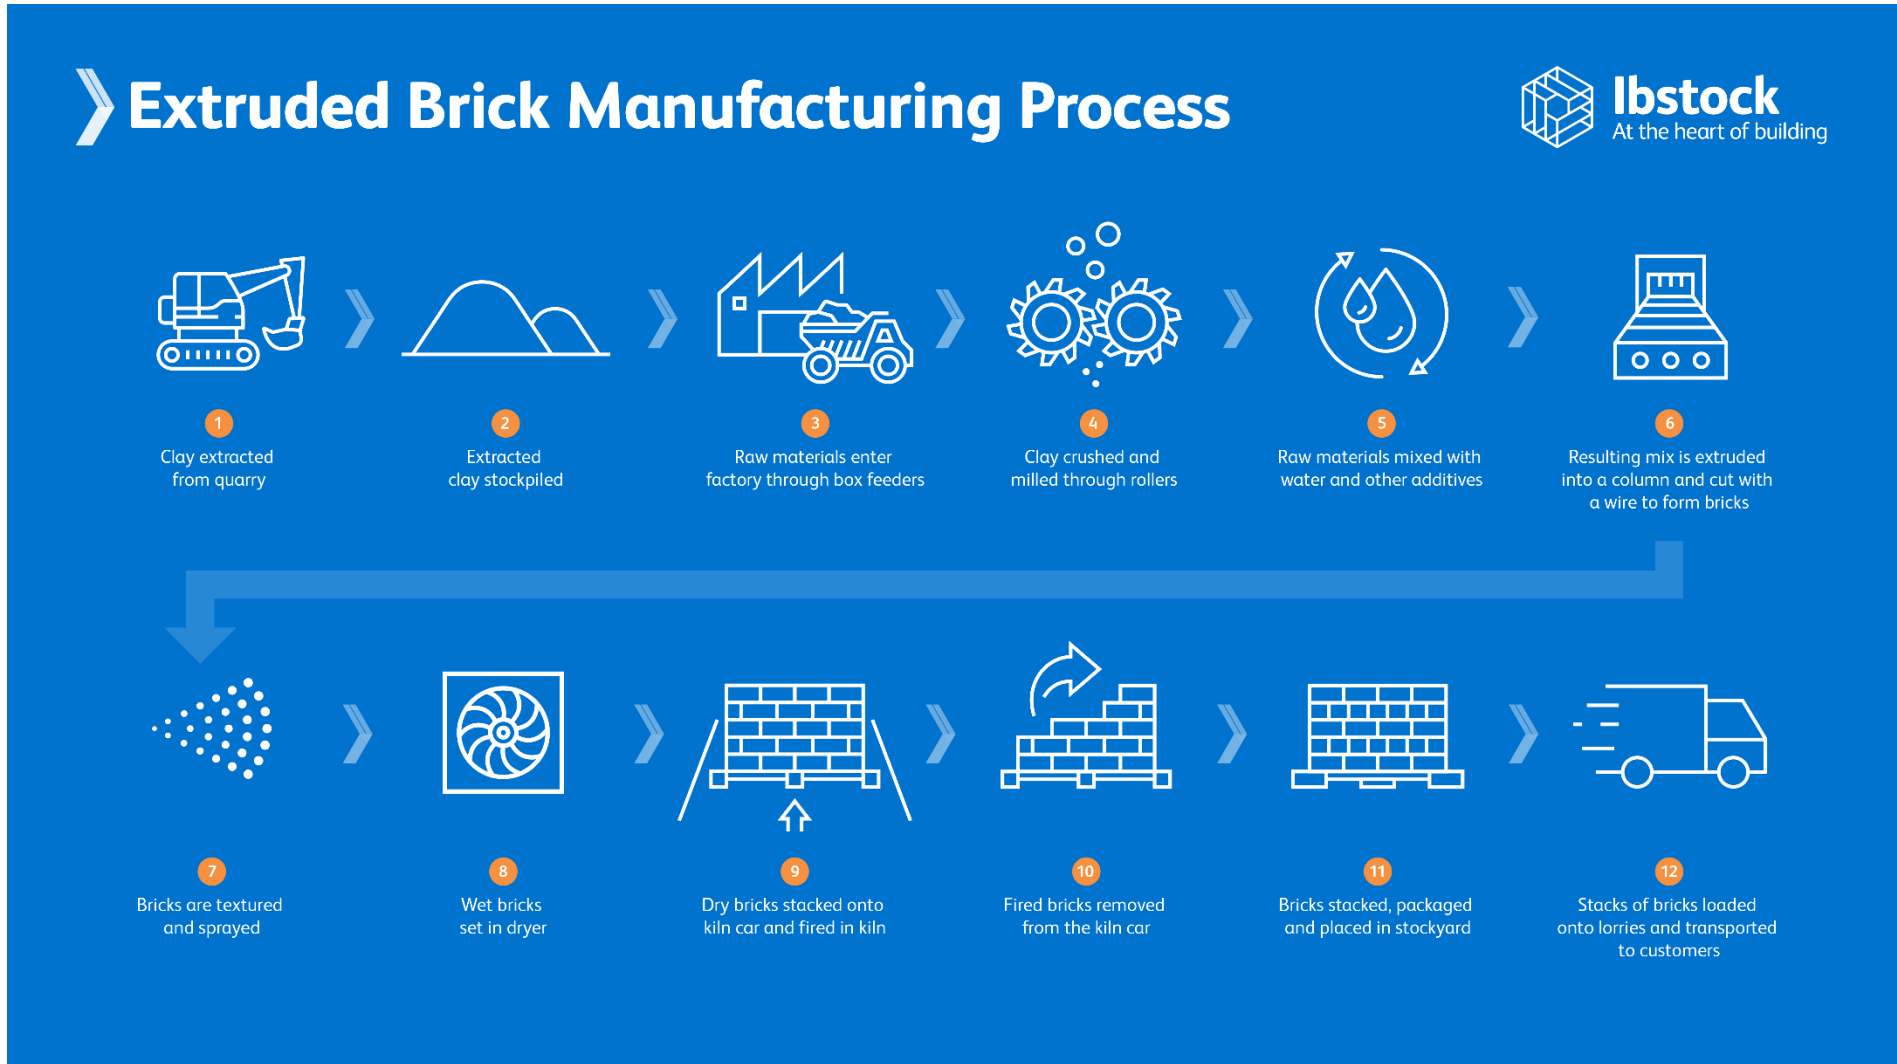 Extruded Brick Manufacturing Process
Ibstock
At the heart of building
1
Clay extracted
from quarry
2
Extracted
clay stockpiled
3
Raw materials enter
factory through box feeders
4
Clay crushed and
milled through rollers
5
Raw materials mixed with
water and other additives
6
Resulting mix is extruded
into a column and cut with
a wire to form bricks
7
Bricks are textured
and sprayed
8
Wet bricks
set in dryer
9
Dry bricks stacked onto
kiln car and fired in kiln
10
Fired bricks removed
from the kiln car
11
Bricks stacked, packaged
and placed in stockyard
12
Stacks of bricks loaded
onto lorries and transported
to customers